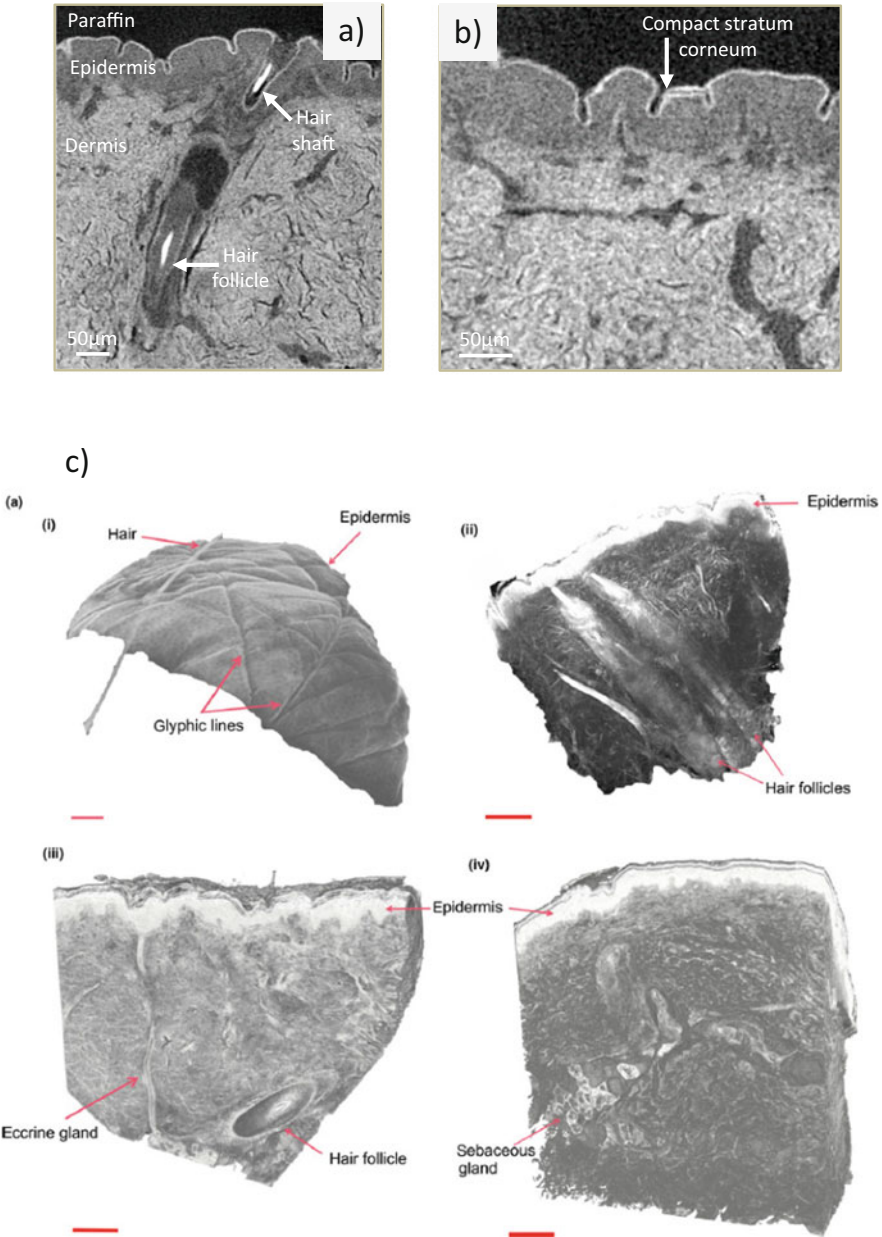 Paraffin
a)
Epidermis
Hair
shaft
Dermis
Hair
follicle
50µm
b)
Compact stratum
corneum
50µm
c)
(a)
(i)
Hair
Epidermis
Glyphic lines
(ii)
Epidermis
Hair follicles
(iii)
Epidermis
Eccrine gland
Hair follicle
(iv)
Sebaceous
gland